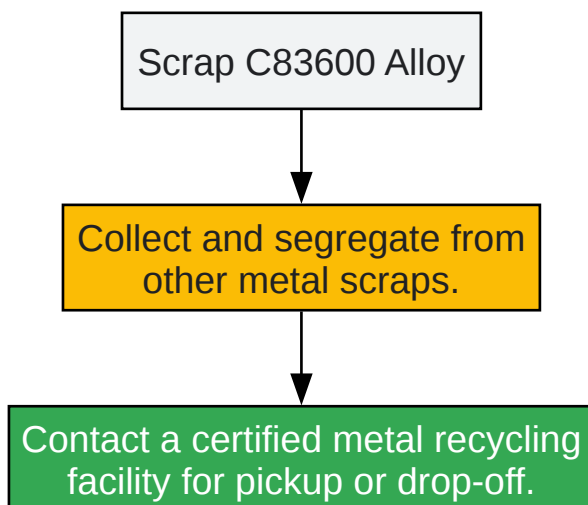 Scrap C83600 Alloy
Collect and segregate from
other metal scraps.
Contact a certified metal recycling
facility for pickup or drop-off.